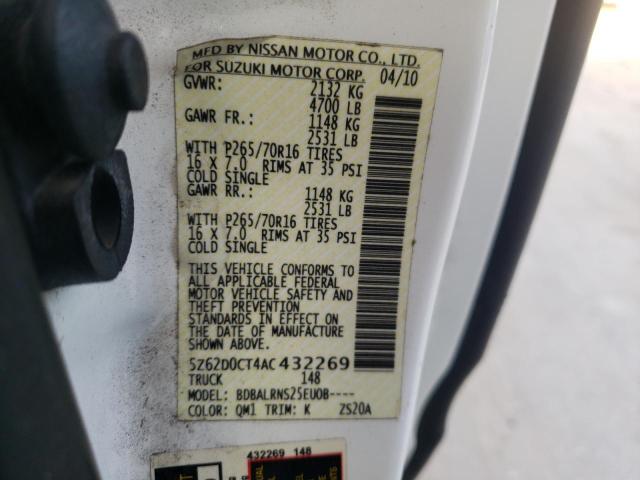 MFD BY NISSAN MOTOR CO., LTD.
FOR SUZUKI MOTOR CORP. 04/10
GVWR: 2132 KG
4700 LB
GAWR FR.: 1148 KG
2531 LB
WITH P265/70R16 TIRES
16 X 7.0 RIMS AT 35 PSI
COLD SINGLE
GAWR RR.: 1148 KG
2531 LB
WITH P265/70R16 TIRES
16 X 7.0 RIMS AT 35 PSI
COLD SINGLE
THIS VEHICLE CONFORMS TO
ALL APPLICABLE FEDERAL
MOTOR VEHICLE SAFETY AND
THEFT PREVENTION
STANDARDS IN EFFECT ON
THE DATE OF MANUFACTURE
SHOWN ABOVE.
5Z62D0CT4AC432269
TRUCK 148
MODEL: BDBALRNS25EU0B----
COLOR: QM1 TRIM: K ZS20A
432269 148